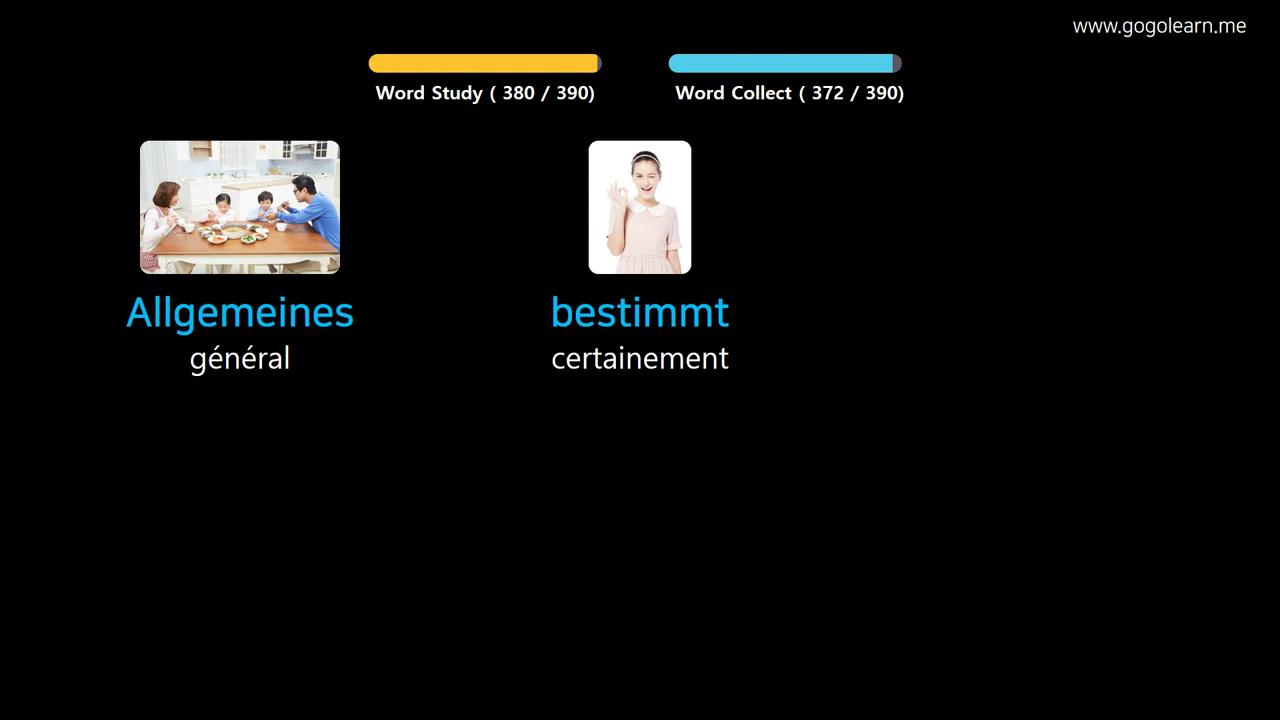 www.gogolearn.me
Word Study ( 380 / 390)
Word Collect ( 372 / 390)
Allgemeines
général
bestimmt
certainement